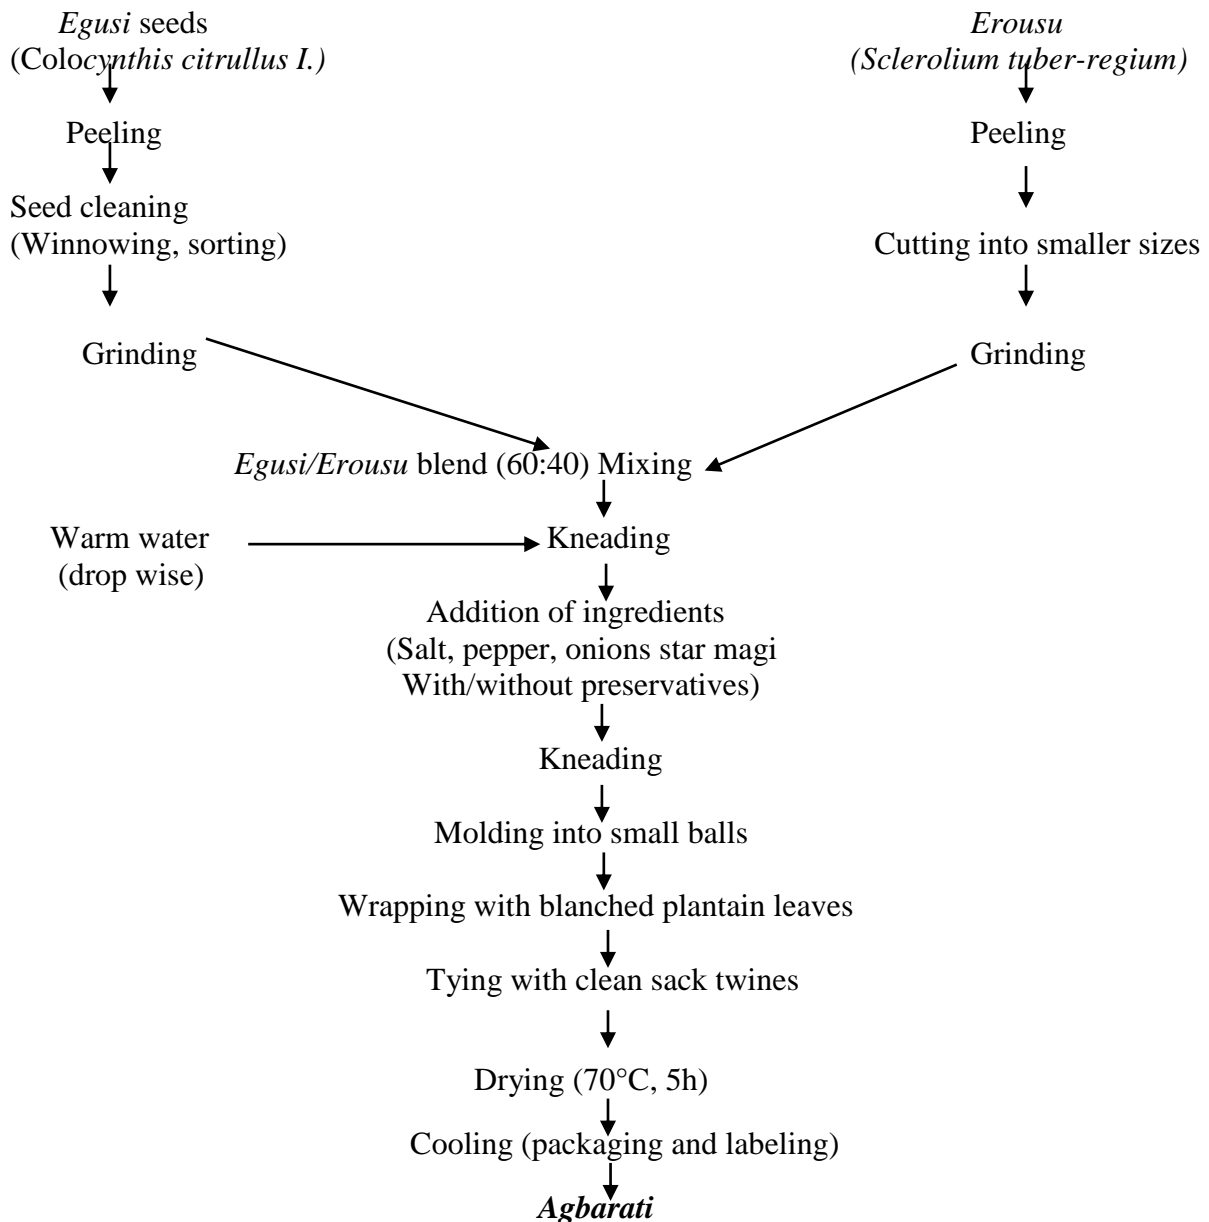 Egusi seeds
(Colocynthis citrullus I.)
Erousu
(Sclerolium tuber-regium)
Peeling
Peeling
Seed cleaning
(Winnowing, sorting)
Cutting into smaller sizes
Grinding
Grinding
Egusi/Erousu blend (60:40) Mixing
Warm water
(drop wise)
Kneading
Addition of ingredients
(Salt, pepper, onions star magi
With/without preservatives)
Kneading
Molding into small balls
Wrapping with blanched plantain leaves
Tying with clean sack twines
Drying (70°C, 5h)
Cooling (packaging and labeling)
Agbarati